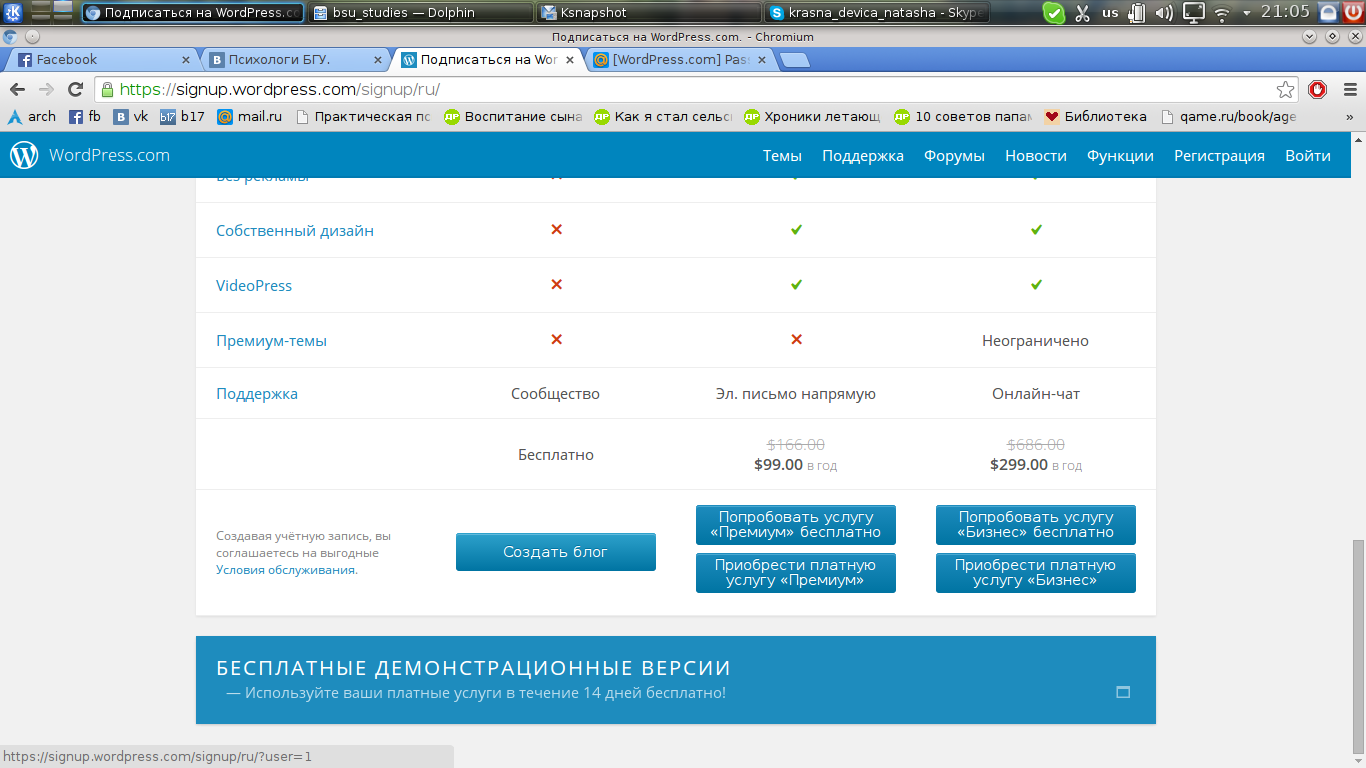 Подписаться на WordPress.co
bsu_studies — Dolphin
Ksnapshot
krasna_devica_natasha - Skype
us
21:05
Подписаться на WordPress.com. - Chromium
Facebook
Психологи БГУ.
Подписаться на Wor
[WordPress.com] Pas
https://signup.wordpress.com/signup/ru/
arch
fb
vk
b17
mail.ru
Практическая пс
Воспитание сына
Как я стал сельс
Хроники летающ
10 советов папам
Библиотека
qame.ru/book/age
»
WordPress.com
Темы
Поддержка
Форумы
Новости
Функции
Регистрация
Войти
Без рекламы
Собственный дизайн
VideoPress
Премиум-темы
Неограничено
Поддержка
Сообщество
Эл. письмо напрямую
Онлайн-чат
Бесплатно
$166.00
$99.00 в год
$686.00
$299.00 в год
Создавая учётную запись, вы
соглашаетесь на выгодные
Условия обслуживания.
Создать блог
Попробовать услугу
«Премиум» бесплатно
Приобрести платную
услугу «Премиум»
Попробовать услугу
«Бизнес» бесплатно
Приобрести платную
услугу «Бизнес»
БЕСПЛАТНЫЕ ДЕМОНСТРАЦИОННЫЕ ВЕРСИИ
— Используйте ваши платные услуги в течение 14 дней бесплатно!
https://signup.wordpress.com/signup/ru/?user=1